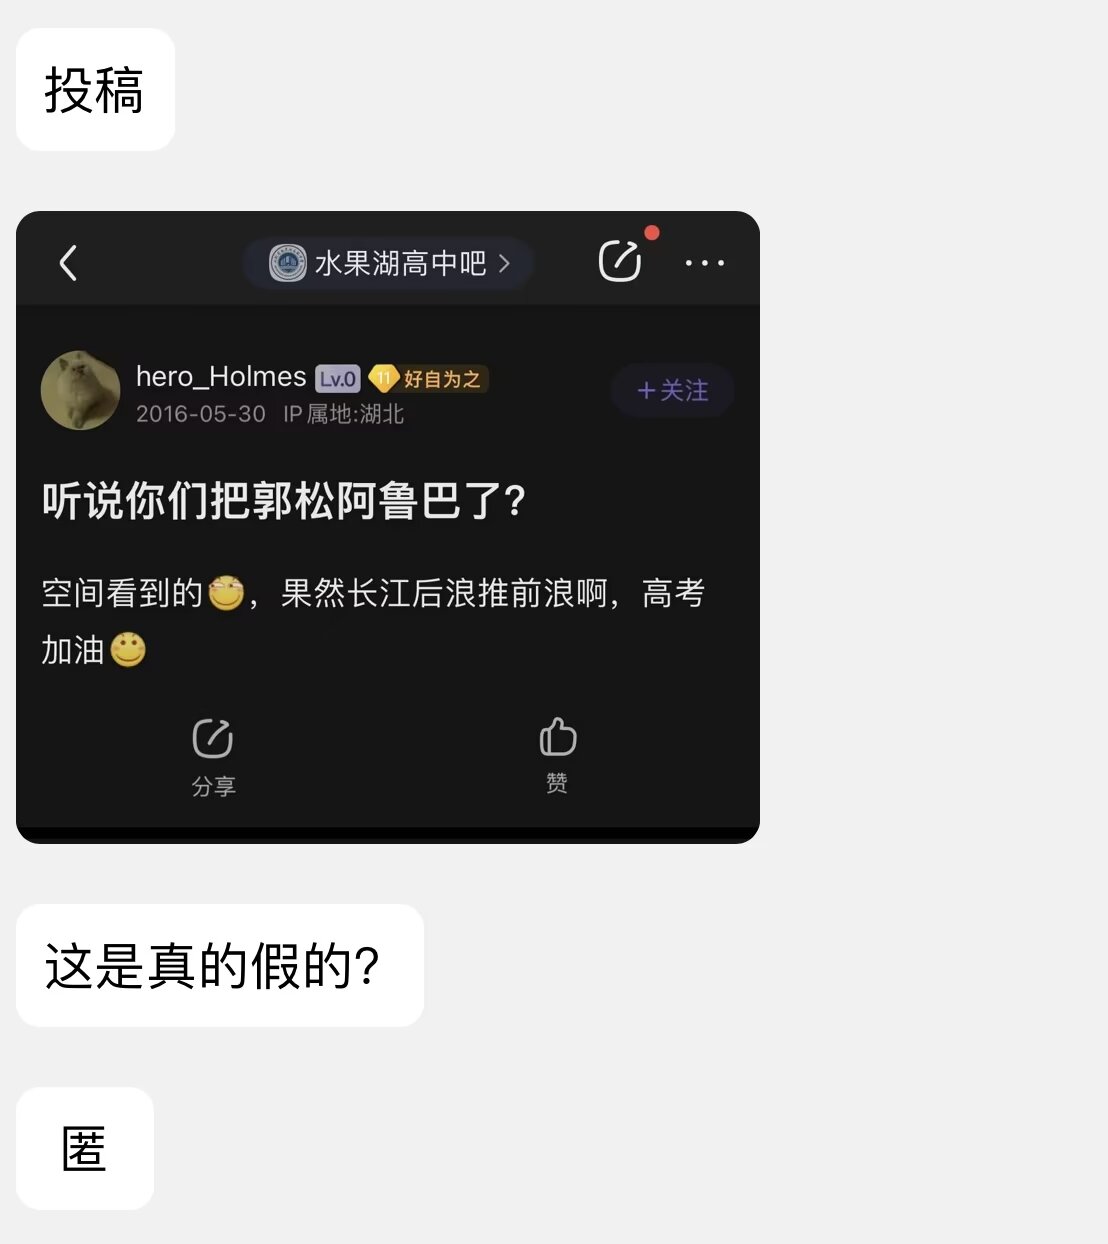 投稿
水果湖高中吧
hero_Holmes Lv.0 11 好自为之
2016-05-30 IP属地:湖北
+关注
听说你们把郭松阿鲁巴了?
空间看到的，果然长江后浪推前浪啊，高考
加油
分享
赞
这是真的假的?
匿